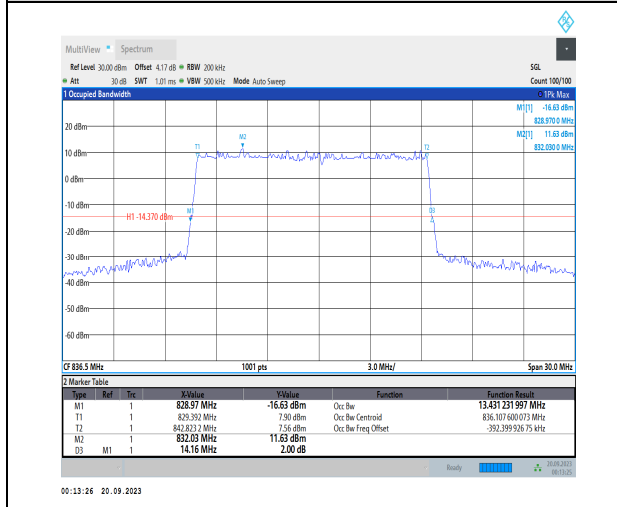 MultiView Spectrum
Ref Level 30.00 dBm Offset 4.17 dB RBW 200 kHz SGL
Att 30 dB SWT 1.01 ms VBW 500 kHz Mode Auto Sweep Count 100/100
1 Occupied Bandwidth 1Pk Max
M1[1] -16.63 dBm
828.970 0 MHz
M2[1] 11.63 dBm
832.030 0 MHz
20 dBm
M2
T1 T2
10 dBm
0 dBm
-10 dBm
M1 D3
H1 -14.370 dBm
-20 dBm
-30 dBm
-40 dBm
-50 dBm
-60 dBm
CF 836.5 MHz 1001 pts 3.0 MHz/ Span 30.0 MHz
2 Marker Table
Type Ref Trc X-Value Y-Value Function Function Result
M1 1 828.97 MHz -16.63 dBm Occ Bw 13.431 231 997 MHz
T1 1 829.392 MHz 7.90 dBm Occ Bw Centroid 836.107 600 073 MHz
T2 1 842.823 2 MHz 7.56 dBm Occ Bw Freq Offset -392.399 926 75 kHz
M2 1 832.03 MHz 11.63 dBm
D3 M1 1 14.16 MHz 2.00 dB
Ready 20.09.2023
00:13:25
00:13:26 20.09.2023